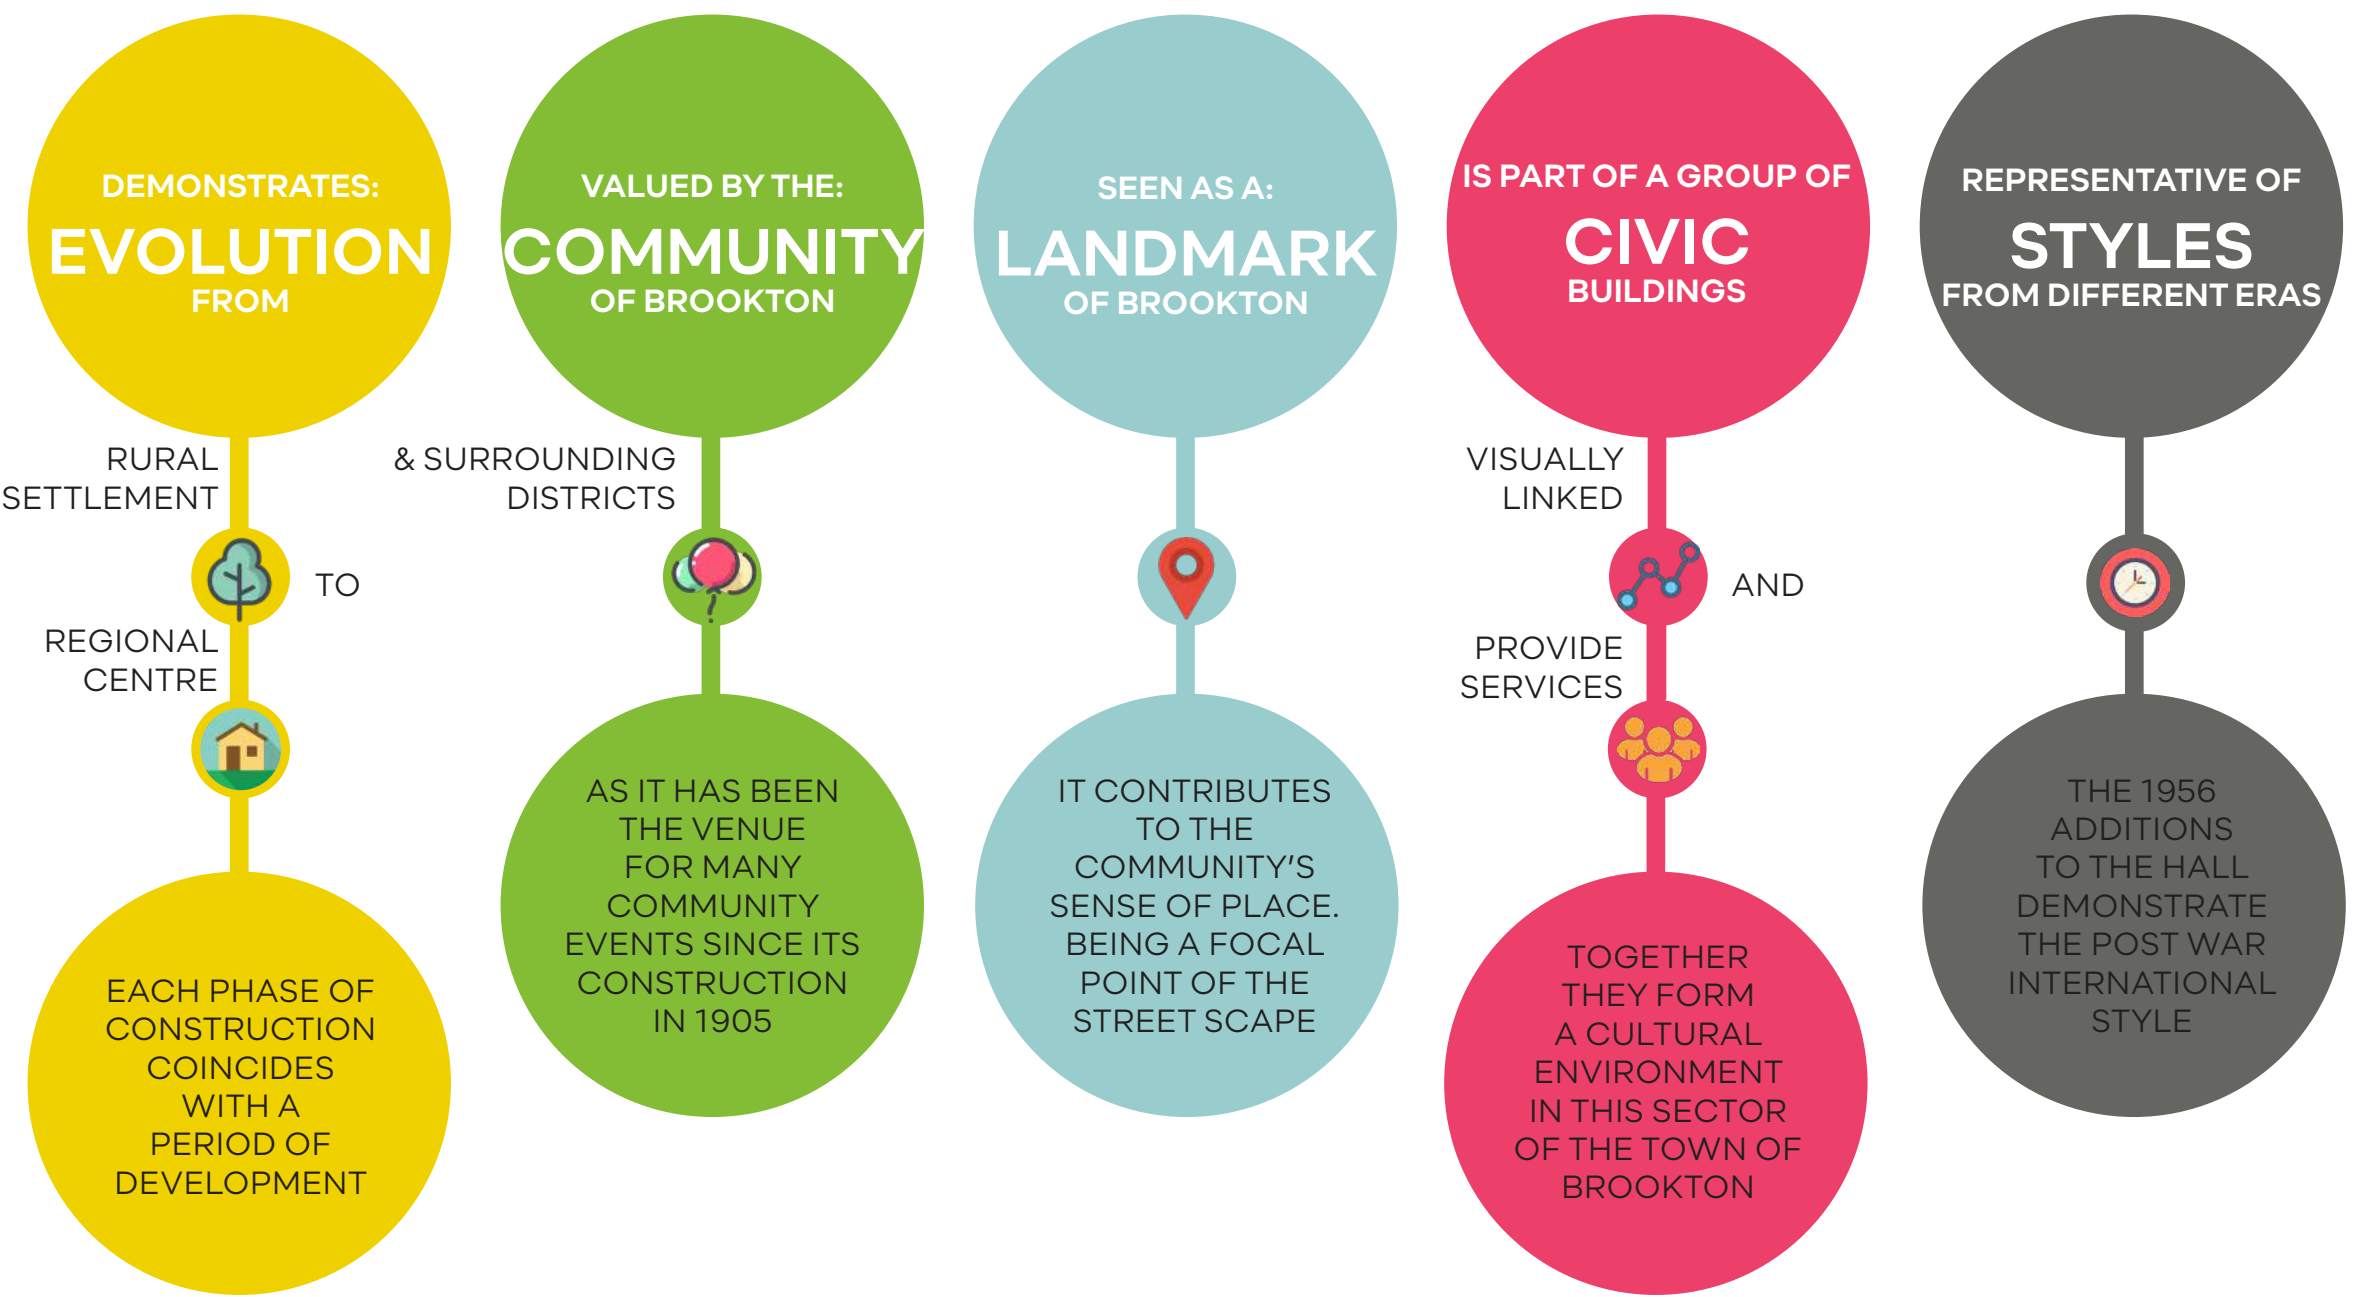 DEMONSTRATES:
EVOLUTION
FROM
RURAL
SETTLEMENT
TO
REGIONAL
CENTRE
EACH PHASE OF
CONSTRUCTION
COINCIDES
WITH A
PERIOD OF
DEVELOPMENT
VALUED BY THE:
COMMUNITY
OF BROOKTON
& SURROUNDING
DISTRICTS
AS IT HAS BEEN
THE VENUE
FOR MANY
COMMUNITY
EVENTS SINCE ITS
CONSTRUCTION
IN 1905
SEEN AS A:
LANDMARK
OF BROOKTON
IT CONTRIBUTES
TO THE
COMMUNITY'S
SENSE OF PLACE.
BEING A FOCAL
POINT OF THE
STREET SCAPE
IS PART OF A GROUP OF
CIVIC
BUILDINGS
VISUALLY
LINKED
AND
PROVIDE
SERVICES
TOGETHER
THEY FORM
A CULTURAL
ENVIRONMENT
IN THIS SECTOR
OF THE TOWN OF
BROOKTON
REPRESENTATIVE OF
STYLES
FROM DIFFERENT ERAS
THE 1956
ADDITIONS
TO THE HALL
DEMONSTRATE
THE POST WAR
INTERNATIONAL
STYLE